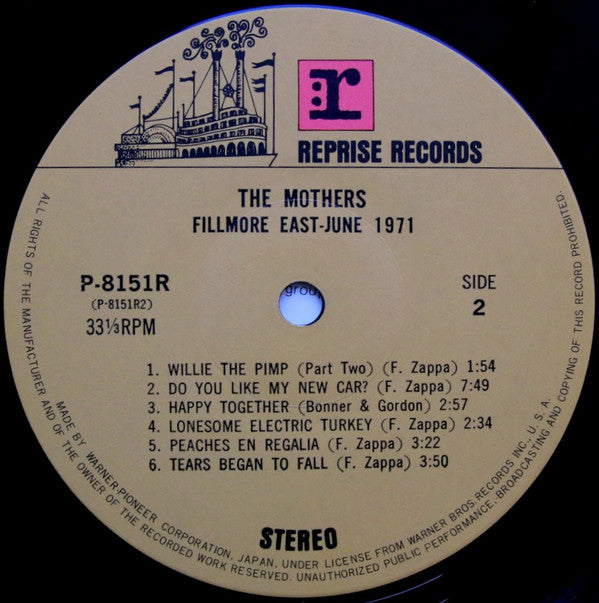 r:
REPRISE RECORDS
THE MOTHERS
FILLMORE EAST-JUNE 1971
P-8151R
(P-8151R2)
33⅓RPM
SIDE
2
group
1. WILLIE THE PIMP (Part Two) (F. Zappa) 1:54
2. DO YOU LIKE MY NEW CAR? (F. Zappa) 7:49
3. HAPPY TOGETHER (Bonner & Gordon) 2:57
4. LONESOME ELECTRIC TURKEY (F. Zappa) 2:34
5. PEACHES EN REGALIA (F. Zappa) 3:22
6. TEARS BEGAN TO FALL (F. Zappa) 3:50
STEREO
ALL RIGHTS OF THE MANUFACTURER AND OF THE OWNER OF THE RECORDED WORK RESERVED. UNAUTHORIZED PUBLIC PERFORMANCE, BROADCASTING AND COPYING OF THIS RECORD PROHIBITED.
MADE BY WARNER-PIONEER CORPORATION, JAPAN, UNDER LICENSE FROM WARNER BROS. RECORDS INC., U.S.A.